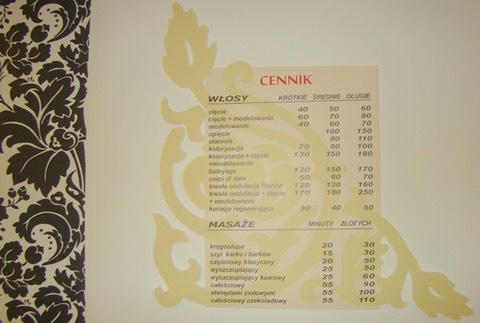 CENNIK
WŁOSY KRÓTKIE ŚREDNIE DŁUGIE
cięcie 40 50 60
cięcie + modelowanie 60 70 80
modelowanie 40 60 70
upięcie 100 150
staniole 80 110
koloryzacja 70 80 100
koloryzacja + cięcie 130 150 180
+modelowanie
baleyage 120 150 170
colpi di sole 50 60 70
trwała ondulacja 120 130 160
trwała ondulacja + cięcie 170 180 250
+ modelowanie
kuracja regenerująca 30 40 50
MASAŻE MINUTY ZŁOTYCH
kręgosłupa 20 30
szyi karku i barków 15 30
częściowy klasyczny 20 50
wyszczuplający 25 50
wyszczuplający kawowy 25 60
całościowy 55 90
stemplami ziołowymi 55 100
całościowy czekoladowy 55 110